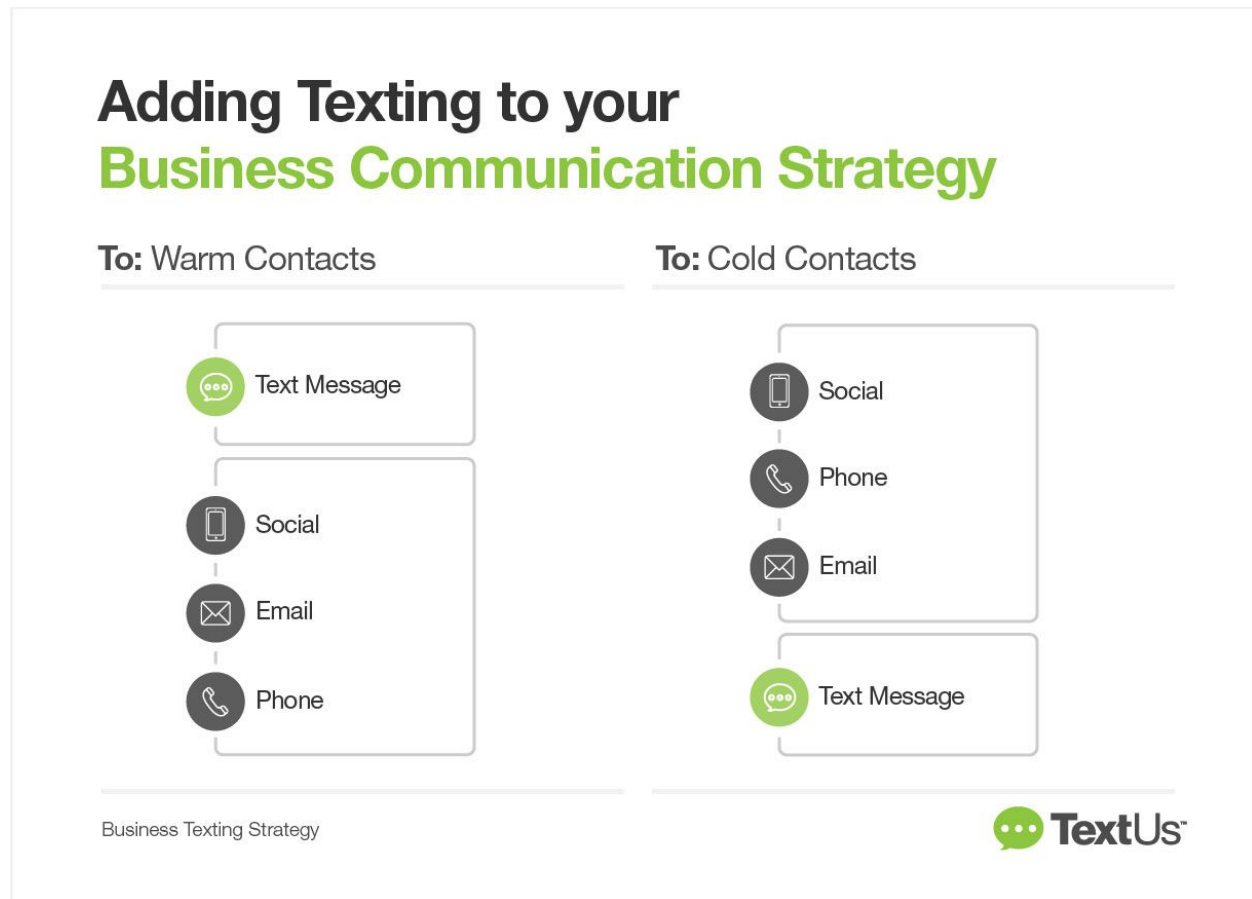 Adding Texting to your
Business Communication Strategy
To: Warm Contacts
Text Message
Social
Email
Phone
To: Cold Contacts
Social
Phone
Email
Text Message
Business Texting Strategy
TextUs™